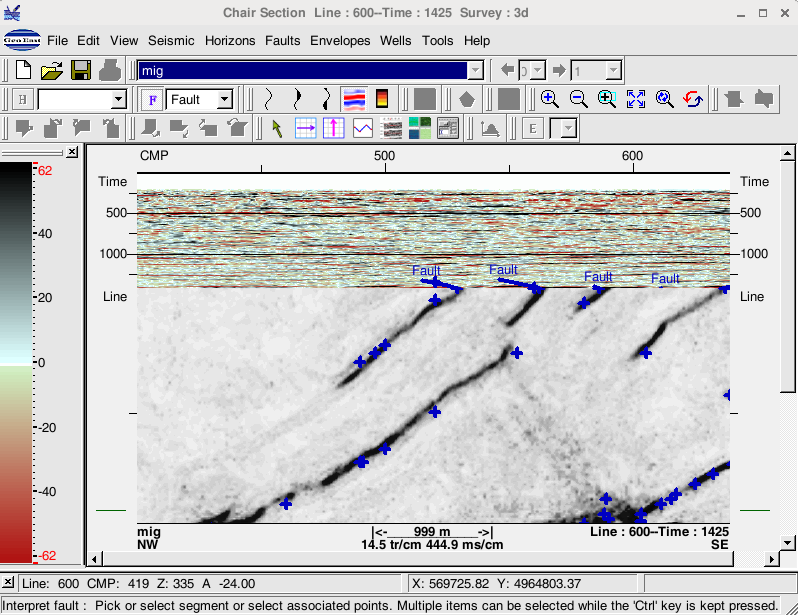 Chair Section Line : 600--Time : 1425 Survey : 3d
Geo East File Edit View Seismic Horizons Faults Envelopes Wells Tools Help
mig 0 1
H F Fault
E
CMP 500 600
62
40
20
0
-20
-40
-62
Time Time
500 500
1000 1000
Fault Fault Fault Fault
Line Line
mig |<- 999 m ->| Line : 600--Time : 1425
NW 14.5 tr/cm 444.9 ms/cm SE
Line: 600 CMP: 419 Z: 335 A -24.00 X: 569725.82 Y: 4964803.37
Interpret fault : Pick or select segment or select associated points. Multiple items can be selected while the 'Ctrl' key is kept pressed.